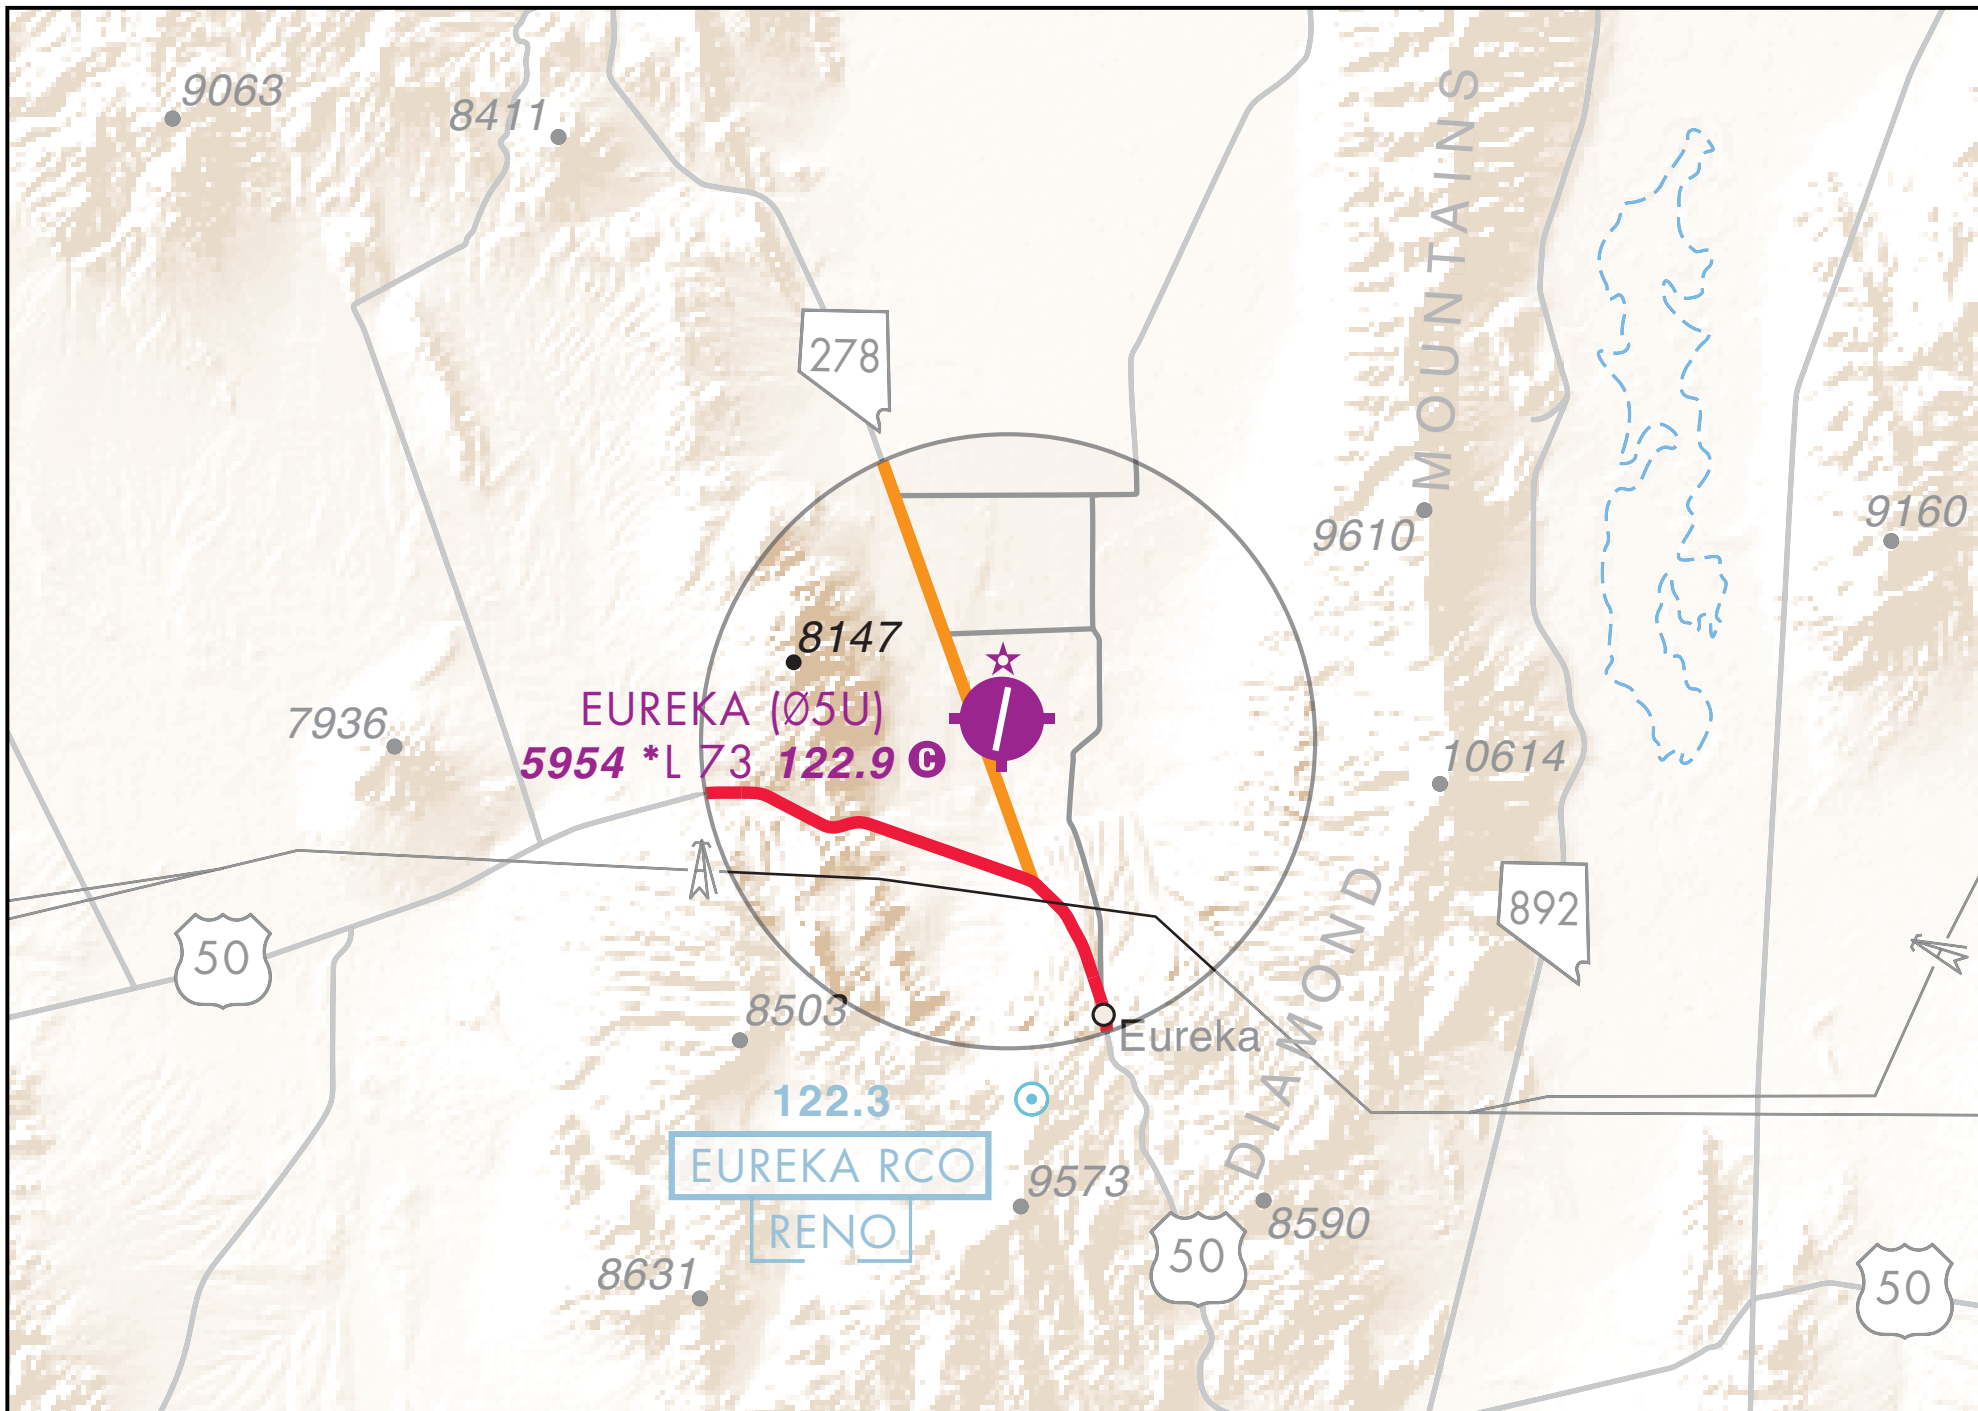 9063
8411
MOUNTAINS
278
9610
9160
8147
EUREKA (Ø5U)
5954 *L 73 122.9 C
7936
10614
DIAMOND
892
50
8503
Eureka
122.3
EUREKA RCO
RENO
9573
8590
8631
50
50